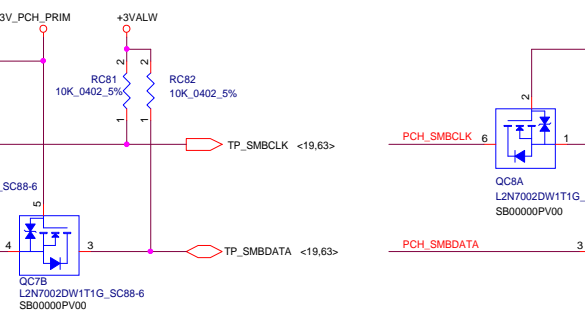 3V_PCH_PRIM
+3VALW
2
2
RC81
10K_0402_5%
RC82
10K_0402_5%
1
1
TP_SMBCLK <19,63>
PCH_SMBCLK
6
2
1
QC8A
L2N7002DW1T1G_
SB00000PV00
_SC88-6
5
4
3
TP_SMBDATA <19,63>
PCH_SMBDATA
3
QC7B
L2N7002DW1T1G_SC88-6
SB00000PV00